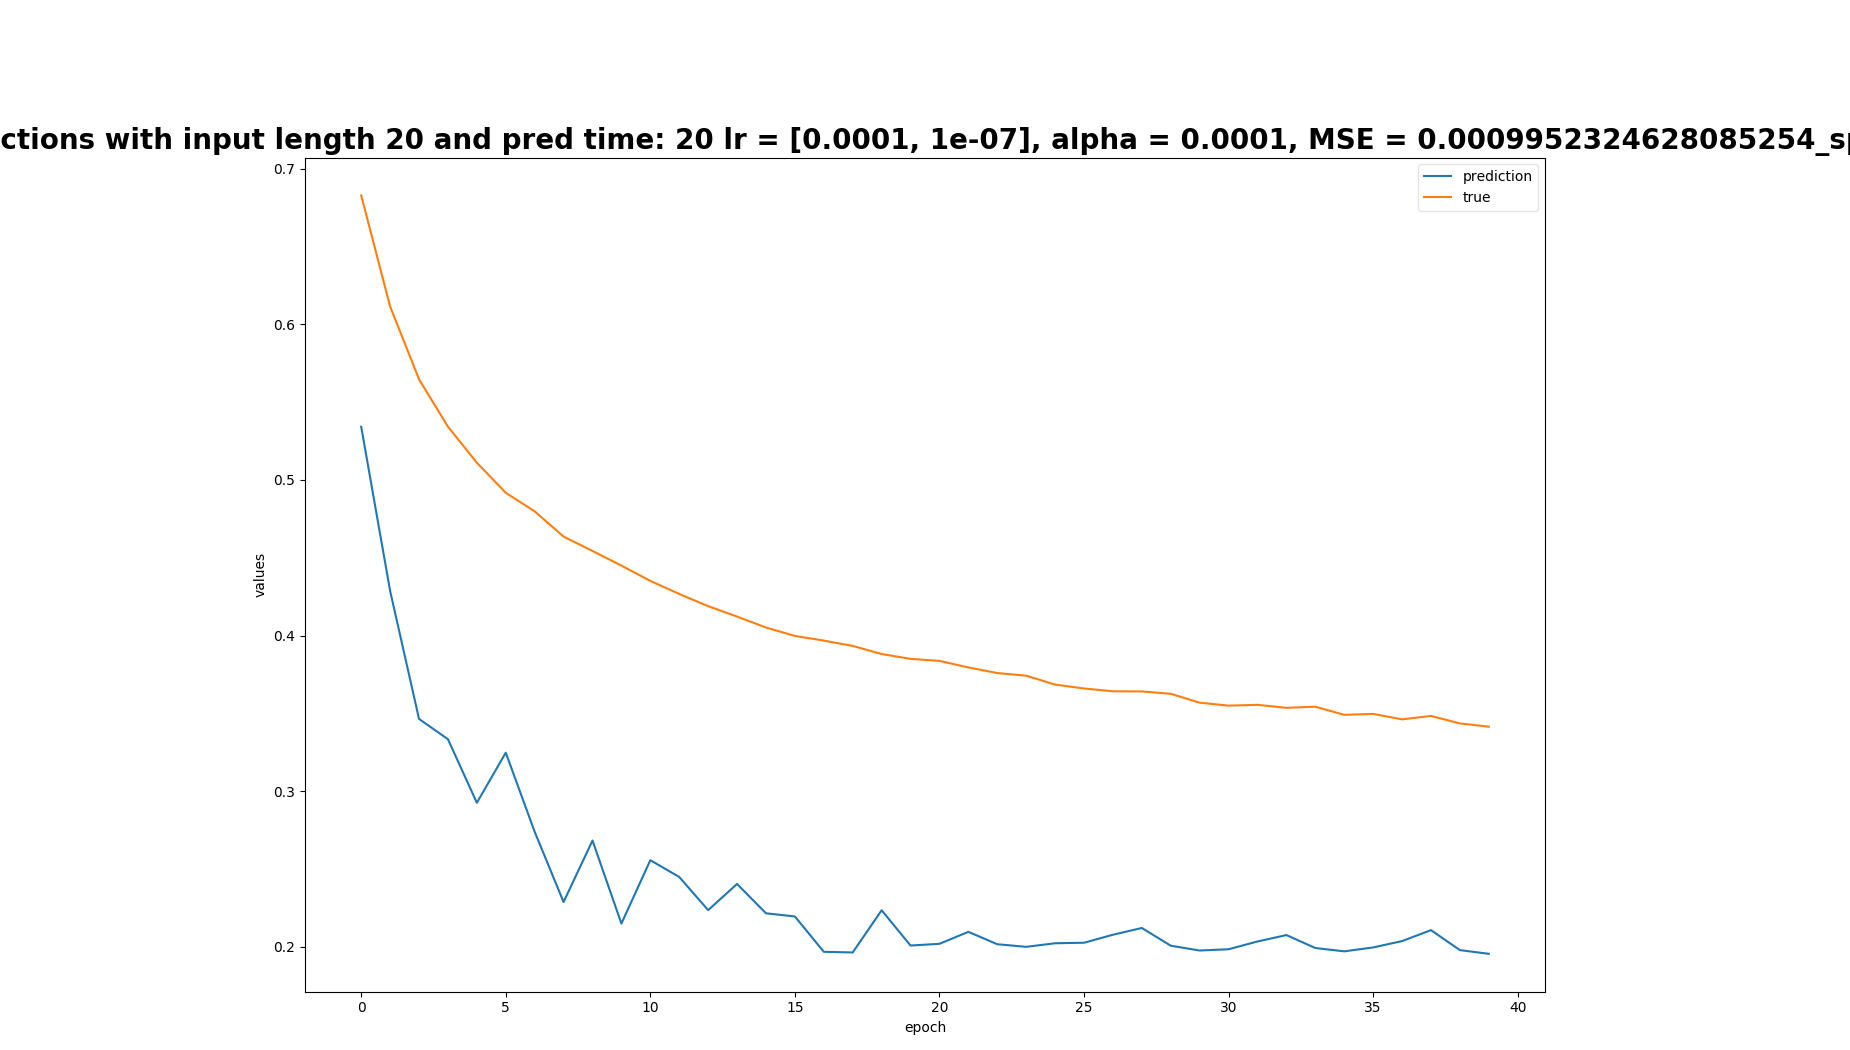 ctions with input length 20 and pred time: 20 lr = [0.0001, 1e-07], alpha = 0.0001, MSE = 0.0009952324628085254_sp
prediction
true
0.7
0.6
0.5
0.4
0.3
0.2
values
0 5 10 15 20 25 30 35 40
epoch